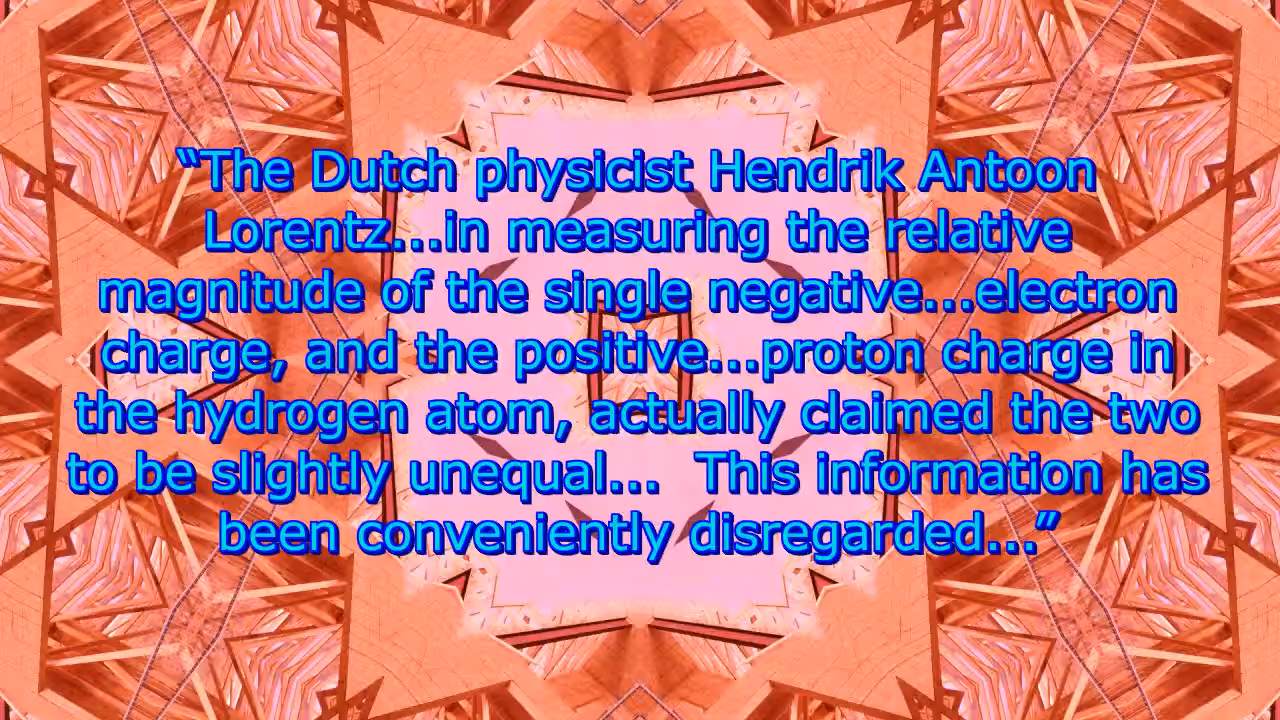 “The Dutch physicist Hendrik Antoon
Lorentz...in measuring the relative
magnitude of the single negative...electron
charge, and the positive...proton charge in
the hydrogen atom, actually claimed the two
to be slightly unequal...  This information has
been conveniently disregarded...”